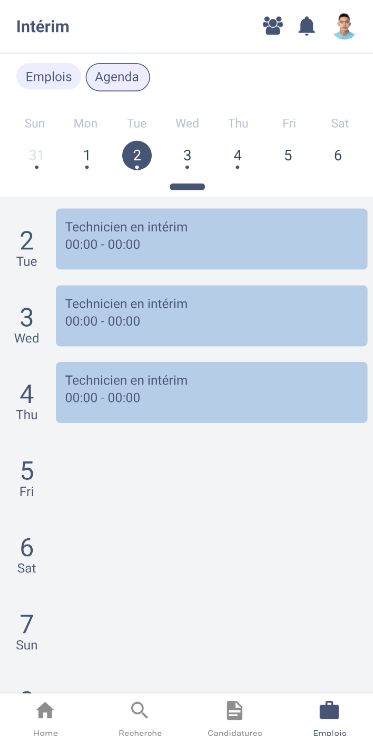 Intérim
Emplois Agenda
Sun Mon Tue Wed Thu Fri Sat
31 1 2 3 4 5 6
2
Tue
Technicien en intérim
00:00 - 00:00
3
Wed
Technicien en intérim
00:00 - 00:00
4
Thu
Technicien en intérim
00:00 - 00:00
5
Fri
6
Sat
7
Sun
Home Recherche Candidatures Emplois